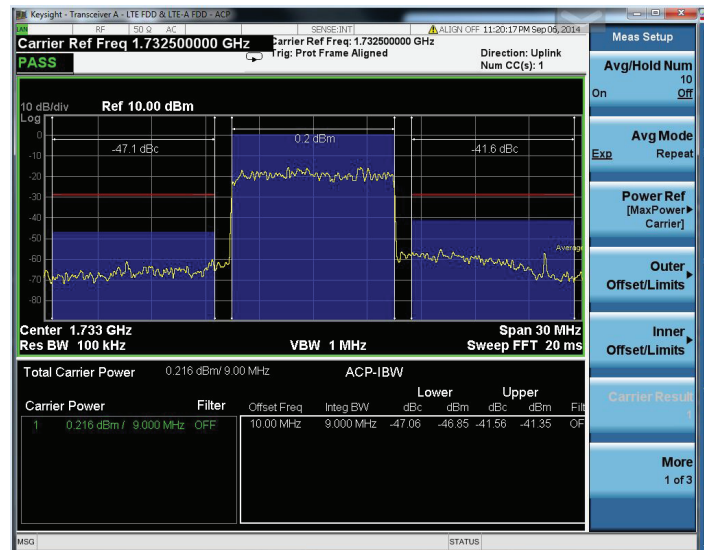 Keysight - Transceiver A - LTE FDD & LTE-A FDD - ACP
LAN RF 50 Ω AC SENSE:INT ALIGN OFF 11:20:17 PM Sep 06, 2014
Carrier Ref Freq 1.732500000 GHz
Carrier Ref Freq: 1.732500000 GHz
PASS
Trig: Prot Frame Aligned
Direction: Uplink
Num CC(s): 1
10 dB/div Ref 10.00 dBm
Log
0
-10
-20
-30
-40
-50
-60
-70
-80
-47.1 dBc
0.2 dBm
-41.6 dBc
Average
Center 1.733 GHz Span 30 MHz
Res BW 100 kHz VBW 1 MHz Sweep FFT 20 ms
Total Carrier Power 0.216 dBm/ 9.00 MHz ACP-IBW
Lower Upper
Carrier Power Filter Offset Freq Integ BW dBc dBm dBc dBm Filt
1 0.216 dBm / 9.000 MHz OFF 10.00 MHz 9.000 MHz -47.06 -46.85 -41.56 -41.35 OF
MSG STATUS
Meas Setup
Avg/Hold Num
10
On Off
Avg Mode
Exp Repeat
Power Ref
[MaxPower
Carrier]
Outer
Offset/Limits
Inner
Offset/Limits
Carrier Result
1
More
1 of 3